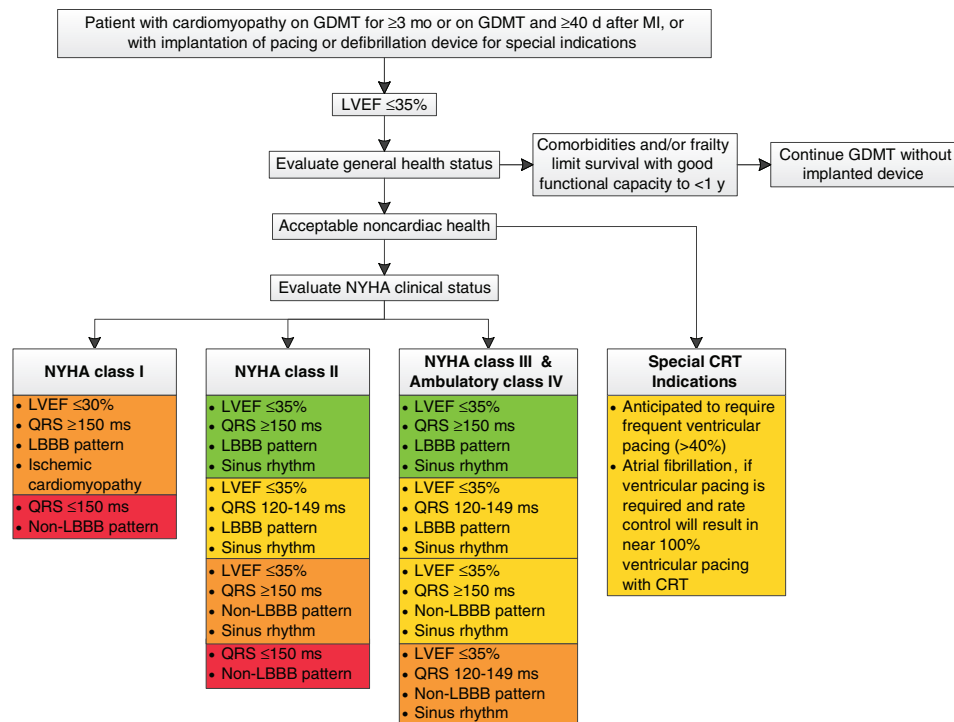 Patient with cardiomyopathy on GDMT for ≥3 mo or on GDMT and ≥40 d after MI, or
with implantation of pacing or defibrillation device for special indications
LVEF ≤35%
Evaluate general health status
Comorbidities and/or frailty
limit survival with good
functional capacity to <1 y
Continue GDMT without
implanted device
Acceptable noncardiac health
Evaluate NYHA clinical status
NYHA class I
• LVEF ≤30%
• QRS ≥150 ms
• LBBB pattern
• Ischemic
cardiomyopathy
• QRS ≤150 ms
• Non-LBBB pattern
NYHA class II
• LVEF ≤35%
• QRS ≥150 ms
• LBBB pattern
• Sinus rhythm
• LVEF ≤35%
• QRS 120-149 ms
• LBBB pattern
• Sinus rhythm
• LVEF ≤35%
• QRS ≥150 ms
• Non-LBBB pattern
• Sinus rhythm
• QRS ≤150 ms
• Non-LBBB pattern
NYHA class III &
Ambulatory class IV
• LVEF ≤35%
• QRS ≥150 ms
• LBBB pattern
• Sinus rhythm
• LVEF ≤35%
• QRS 120-149 ms
• LBBB pattern
• Sinus rhythm
• LVEF ≤35%
• QRS ≥150 ms
• Non-LBBB pattern
• Sinus rhythm
• LVEF ≤35%
• QRS 120-149 ms
• Non-LBBB pattern
• Sinus rhythm
Special CRT
Indications
• Anticipated to require
frequent ventricular
pacing (>40%)
• Atrial fibrillation, if
ventricular pacing is
required and rate
control will result in
near 100%
ventricular pacing
with CRT